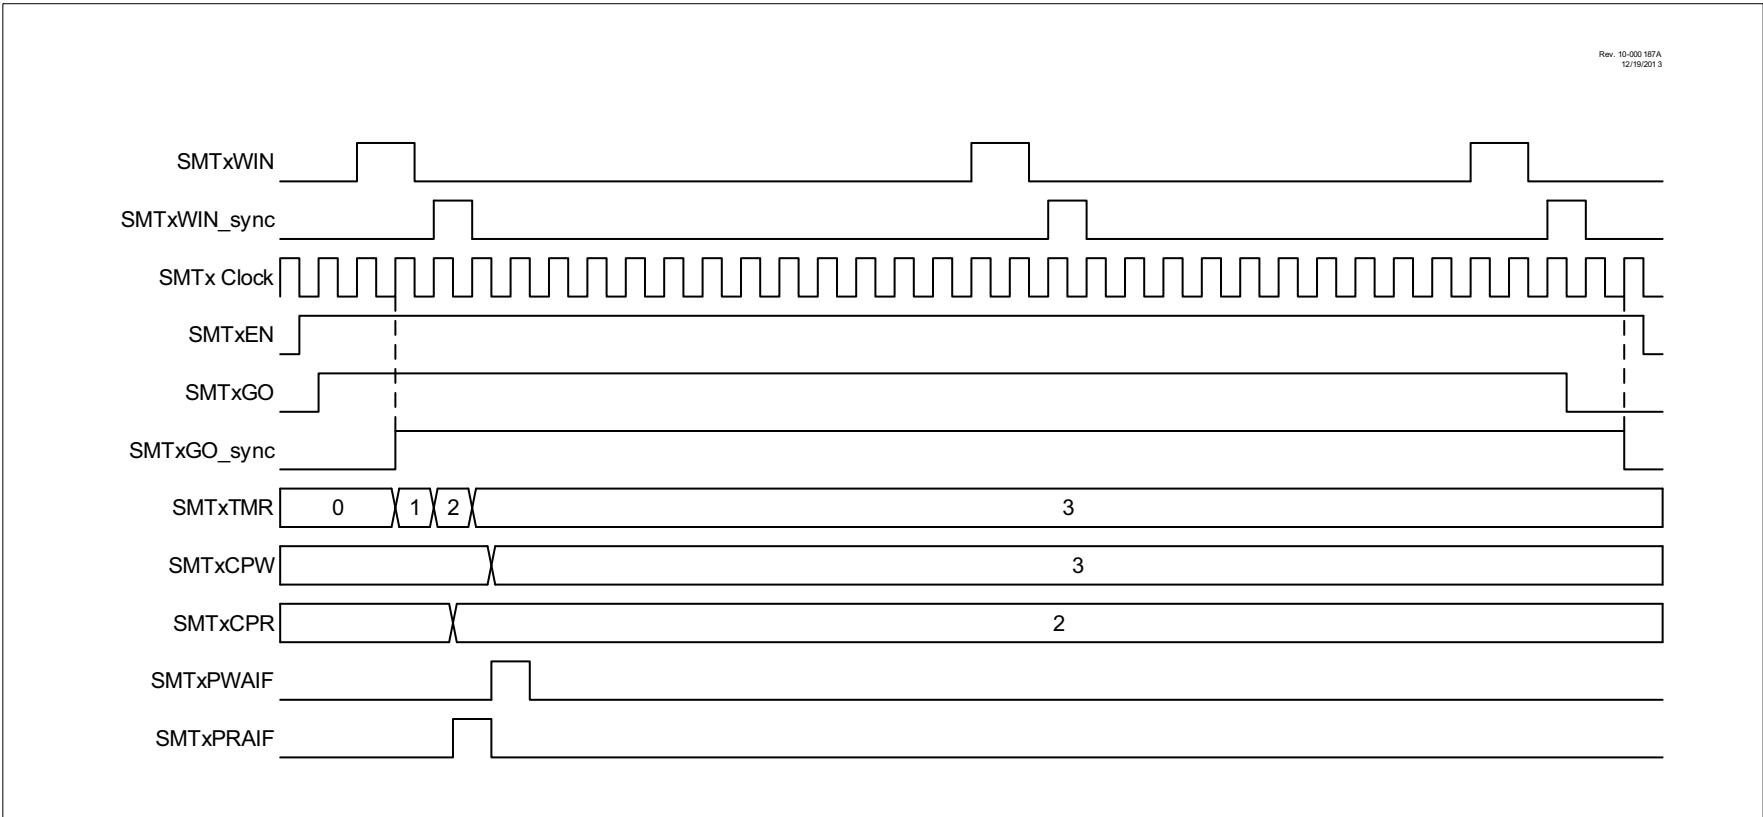 Rev. 10-000 187A
12/19/201 3
SMTxWIN
SMTxWIN_sync
SMTx Clock
SMTxEN
SMTxGO
SMTxGO_sync
SMTxTMR 0 1 2 3
SMTxCPW 3
SMTxCPR 2
SMTxPWAIF
SMTxPRAIF